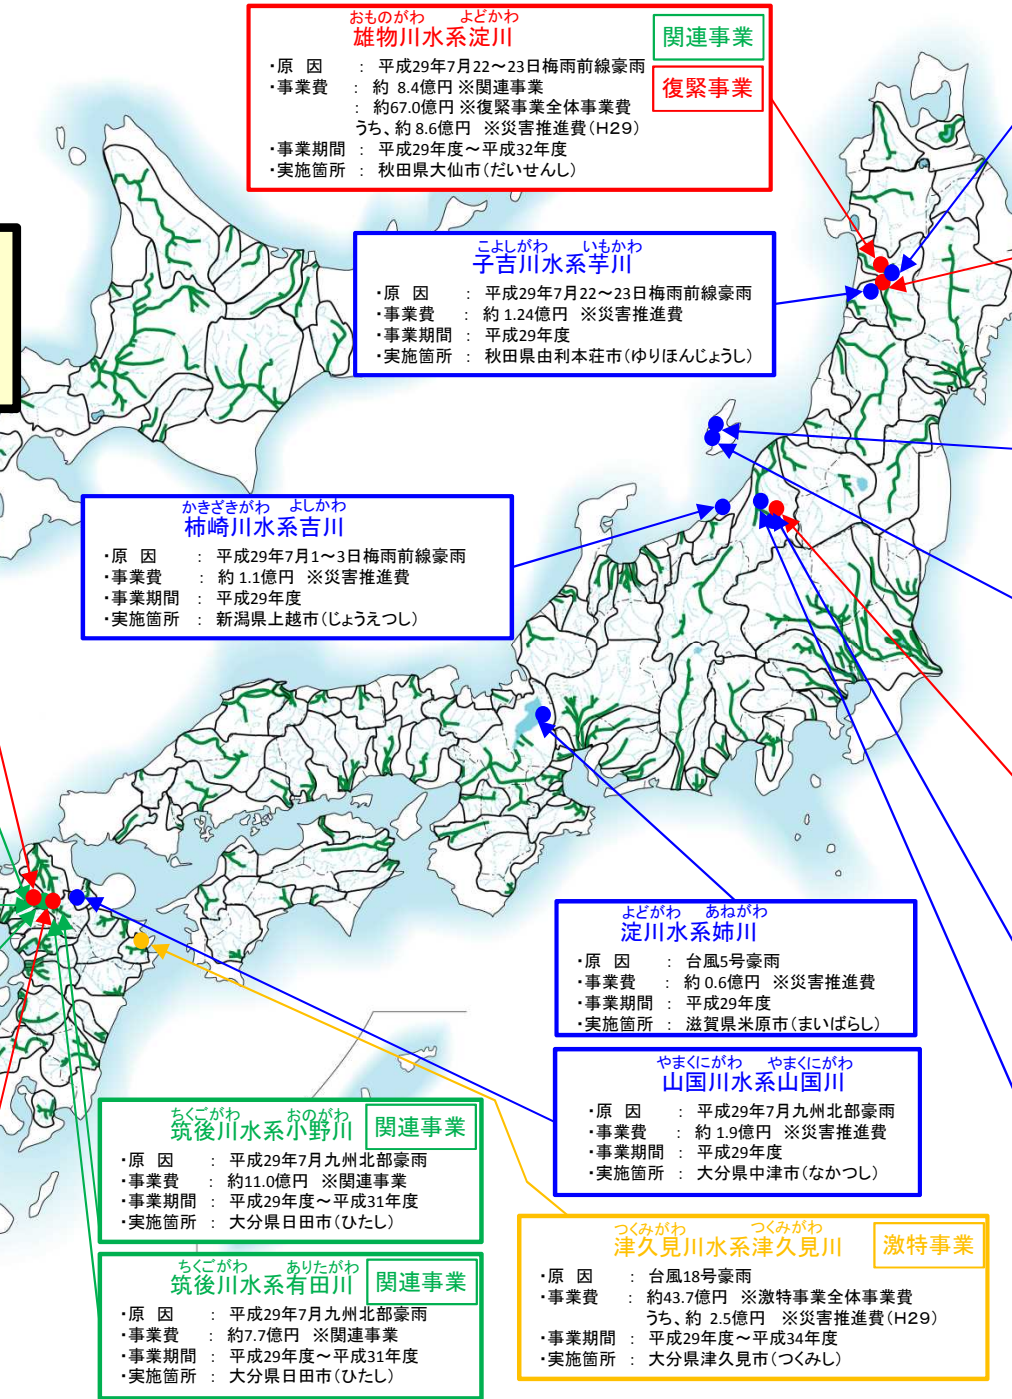 おものがわ よどかわ
雄物川水系淀川
関連事業
復緊事業
・原 因 : 平成29年7月22～23日梅雨前線豪雨
・事業費 : 約 8.4億円 ※関連事業
: 約67.0億円 ※復緊事業全体事業費
うち、約 8.6億円 ※災害推進費(H29)
・事業期間 : 平成29年度～平成32年度
・実施箇所 : 秋田県大仙市(だいせんし)
こよしがわ いもかわ
子吉川水系芋川
・原 因 : 平成29年7月22～23日梅雨前線豪雨
・事業費 : 約 1.24億円 ※災害推進費
・事業期間 : 平成29年度
・実施箇所 : 秋田県由利本荘市(ゆりほんじょうし)
かきざきがわ よしかわ
柿崎川水系吉川
・原 因 : 平成29年7月1～3日梅雨前線豪雨
・事業費 : 約 1.1億円 ※災害推進費
・事業期間 : 平成29年度
・実施箇所 : 新潟県上越市(じょうえつし)
よどがわ あねがわ
淀川水系姉川
・原 因 : 台風5号豪雨
・事業費 : 約 0.6億円 ※災害推進費
・事業期間 : 平成29年度
・実施箇所 : 滋賀県米原市(まいばらし)
やまくにがわ やまくにがわ
山国川水系山国川
・原 因 : 平成29年7月九州北部豪雨
・事業費 : 約 1.9億円 ※災害推進費
・事業期間 : 平成29年度
・実施箇所 : 大分県中津市(なかつし)
ちくごがわ おのがわ
筑後川水系小野川
関連事業
・原 因 : 平成29年7月九州北部豪雨
・事業費 : 約11.0億円 ※関連事業
・事業期間 : 平成29年度～平成31年度
・実施箇所 : 大分県日田市(ひたし)
ちくごがわ ありたがわ
筑後川水系有田川
関連事業
・原 因 : 平成29年7月九州北部豪雨
・事業費 : 約7.7億円 ※関連事業
・事業期間 : 平成29年度～平成31年度
・実施箇所 : 大分県日田市(ひたし)
つくみがわ つくみがわ
津久見川水系津久見川
激特事業
・原 因 : 台風18号豪雨
・事業費 : 約43.7億円 ※激特事業全体事業費
うち、約 2.5億円 ※災害推進費(H29)
・事業期間 : 平成29年度～平成34年度
・実施箇所 : 大分県津久見市(つくみし)